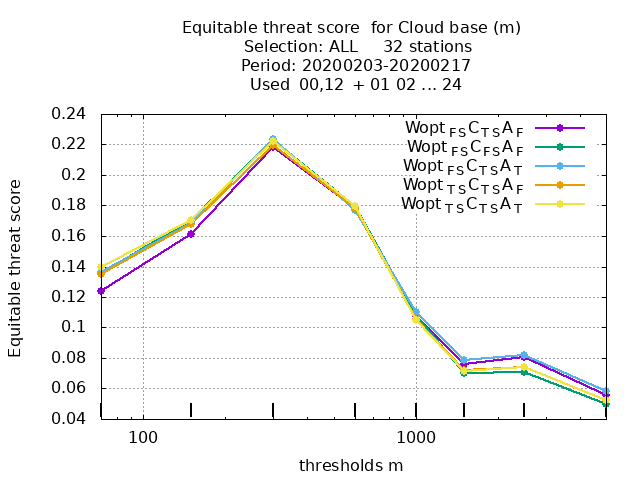 Equitable threat score  for Cloud base (m)
Selection: ALL     32 stations
Period: 20200203-20200217
Used  00,12  + 01 02 ... 24
Equitable threat score
0.24
0.22
0.2
0.18
0.16
0.14
0.12
0.1
0.08
0.06
0.04
Wopt FS C TS A F
Wopt FS C FS A F
Wopt FS C TS A T
Wopt TS C TS A F
Wopt TS C TS A T
100
1000
thresholds m